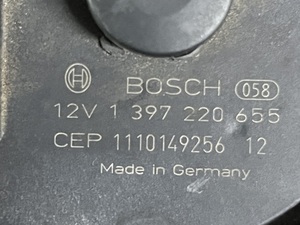 BOSCH 058
12V 1 397 220 655
CEP 1110149256 12
Made in Germany